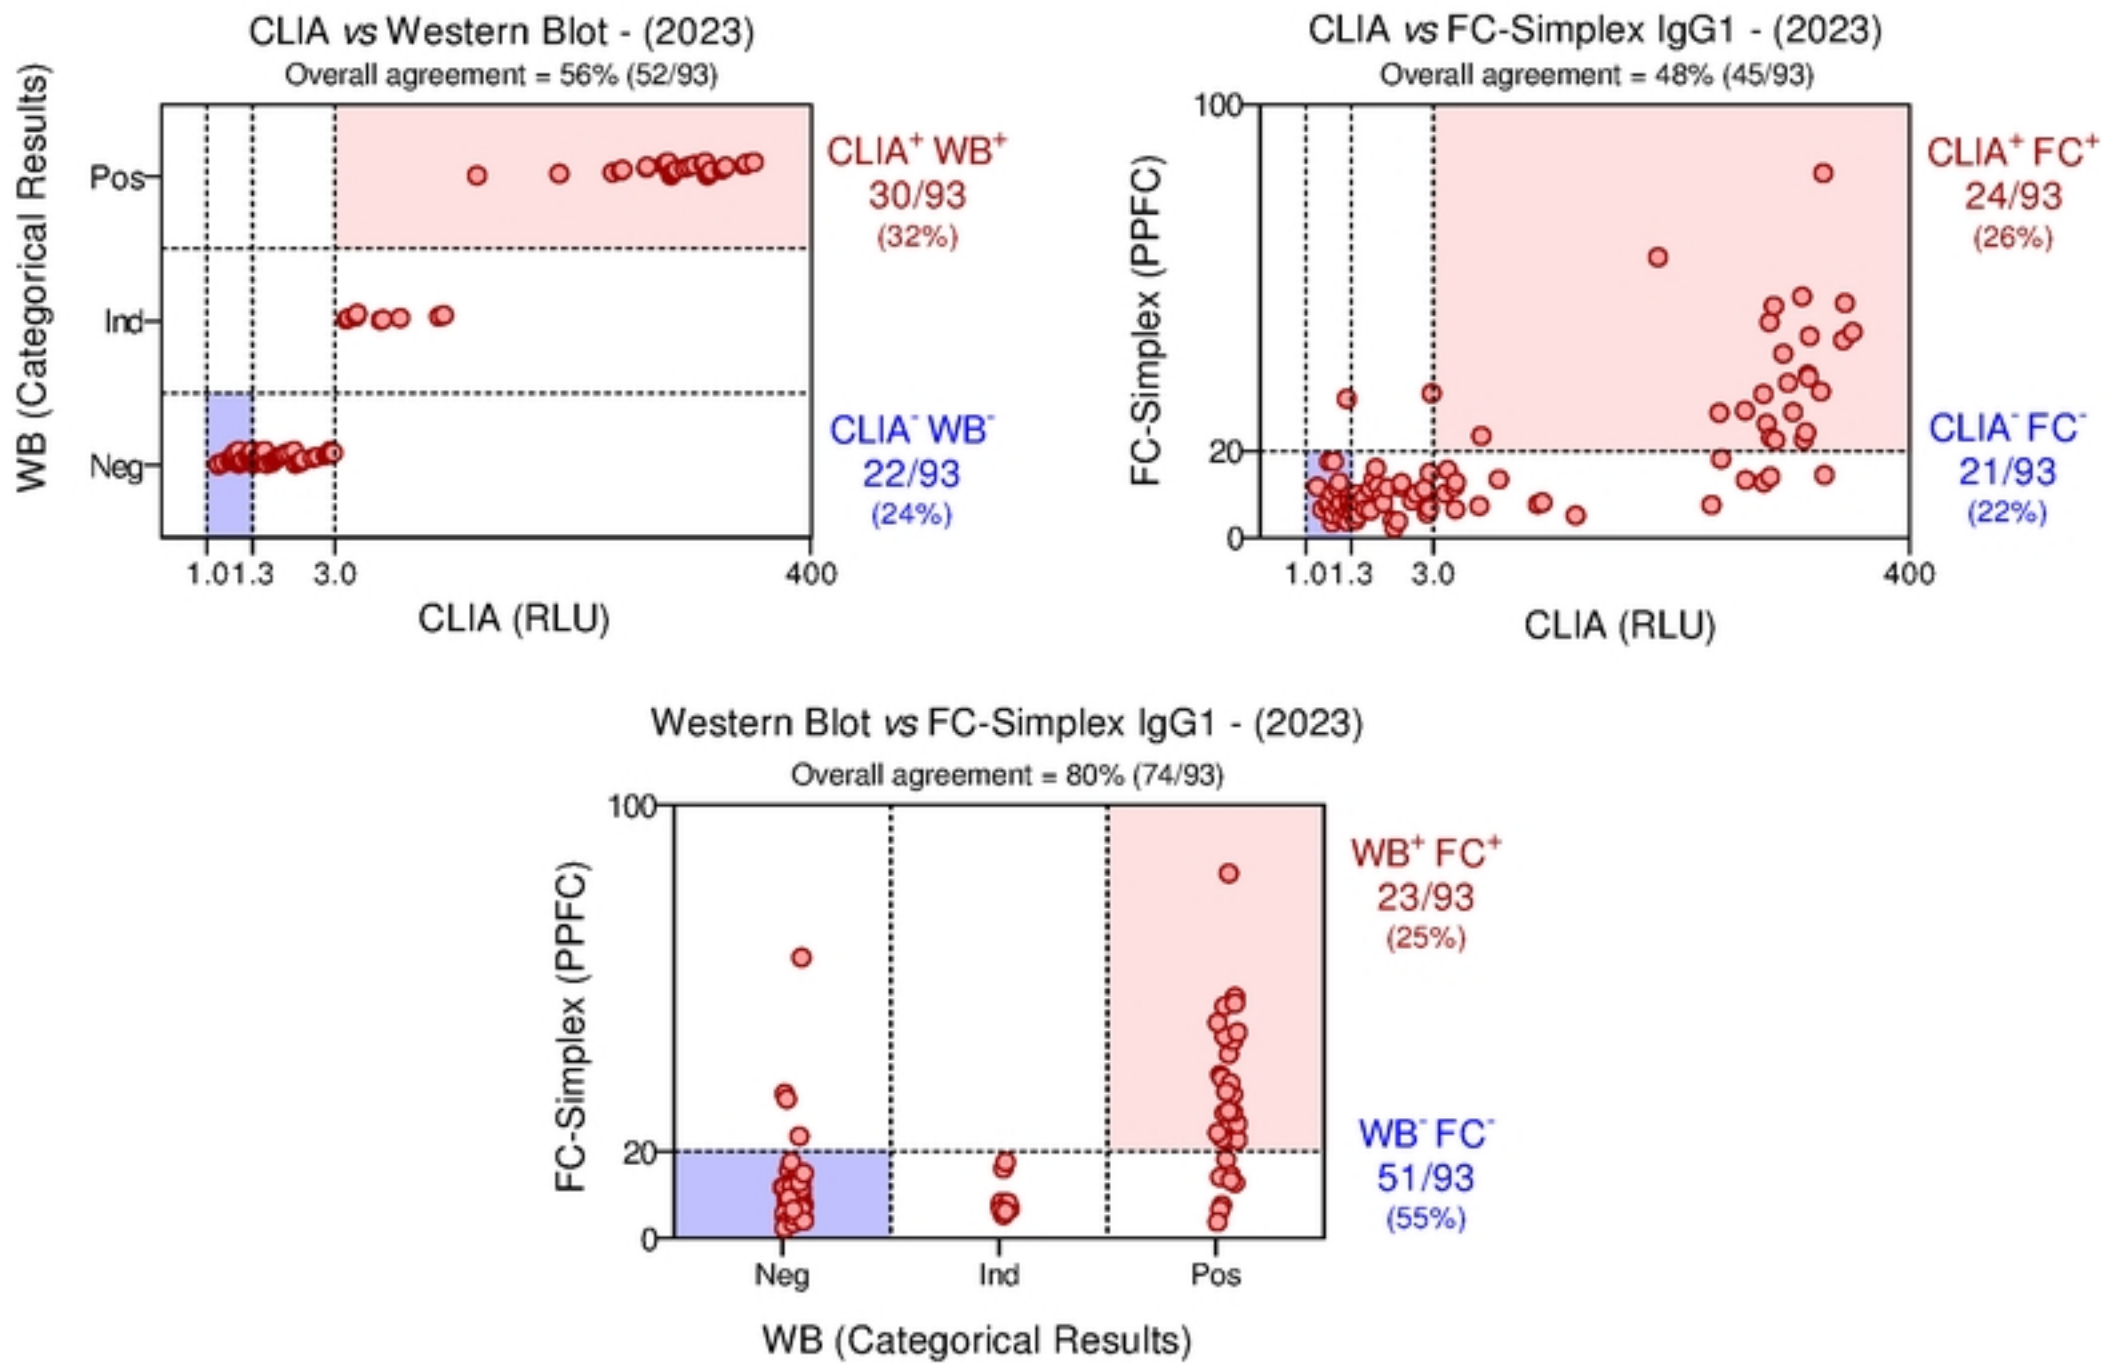 CLIA vs Western Blot - (2023)
Overall agreement = 56% (52/93)
WB (Categorical Results)
Pos
Ind
Neg
1.0 1.3 3.0 400
CLIA (RLU)
CLIA+ WB+
30/93
(32%)
CLIA- WB-
22/93
(24%)
CLIA vs FC-Simplex IgG1 - (2023)
Overall agreement = 48% (45/93)
FC-Simplex (PPFC)
100
20
0
1.0 1.3 3.0 400
CLIA (RLU)
CLIA+ FC+
24/93
(26%)
CLIA- FC-
21/93
(22%)
Western Blot vs FC-Simplex IgG1 - (2023)
Overall agreement = 80% (74/93)
FC-Simplex (PPFC)
100
20
0
Neg Ind Pos
WB (Categorical Results)
WB+ FC+
23/93
(25%)
WB- FC-
51/93
(55%)